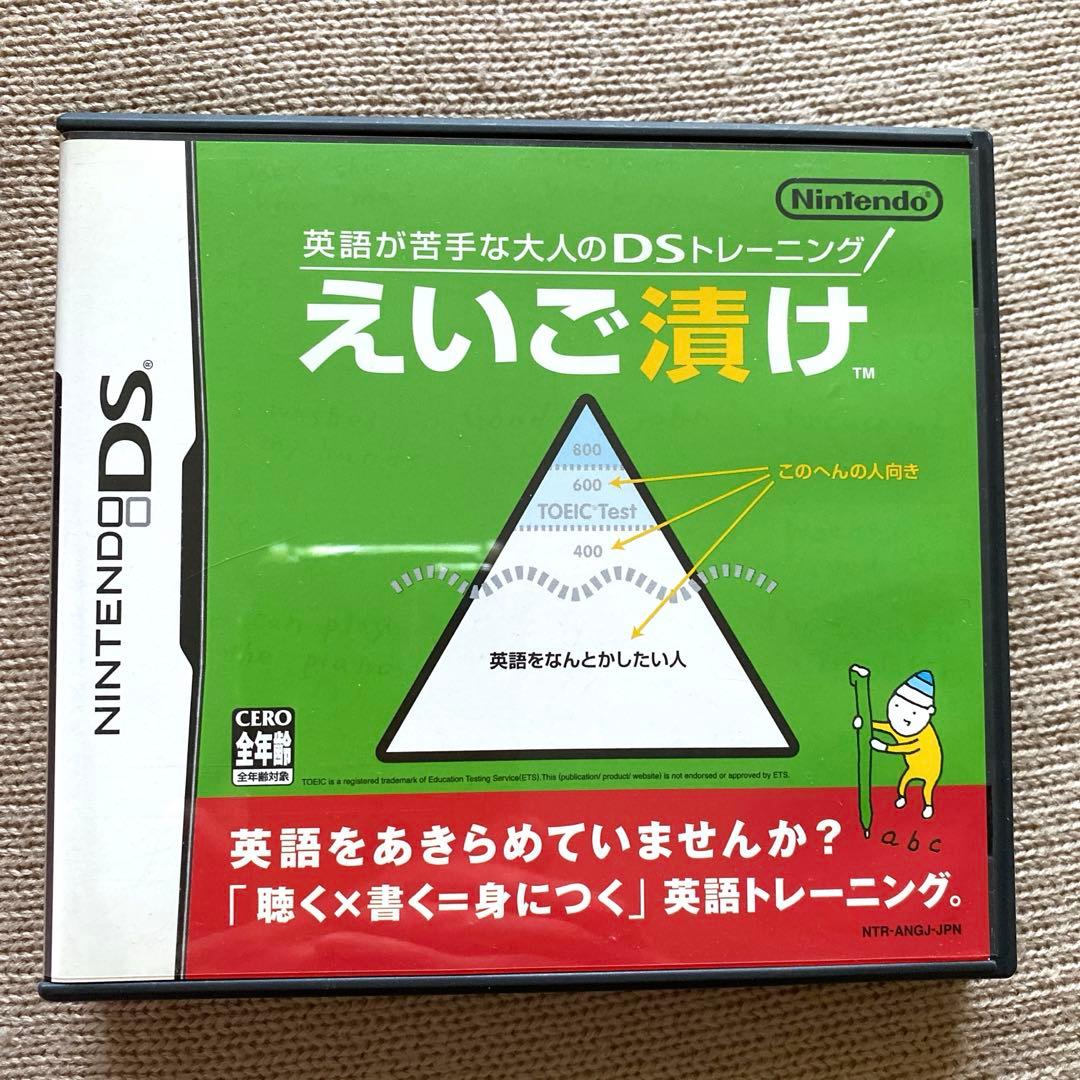 Nintendo®
英語が苦手な大人のDSトレーニング
えいご漬け™
NINTENDO DS®
800
600
TOEIC® Test
400
このへんの人向き
英語をなんとかしたい人
CERO
全年齢
全年齢対象
TOEIC is a registered trademark of Education Testing Service(ETS).This (publication/ product/ website) is not endorsed or approved by ETS.
abc
英語をあきらめていませんか?
「聴く×書く=身につく」英語トレーニング。
NTR-ANGJ-JPN